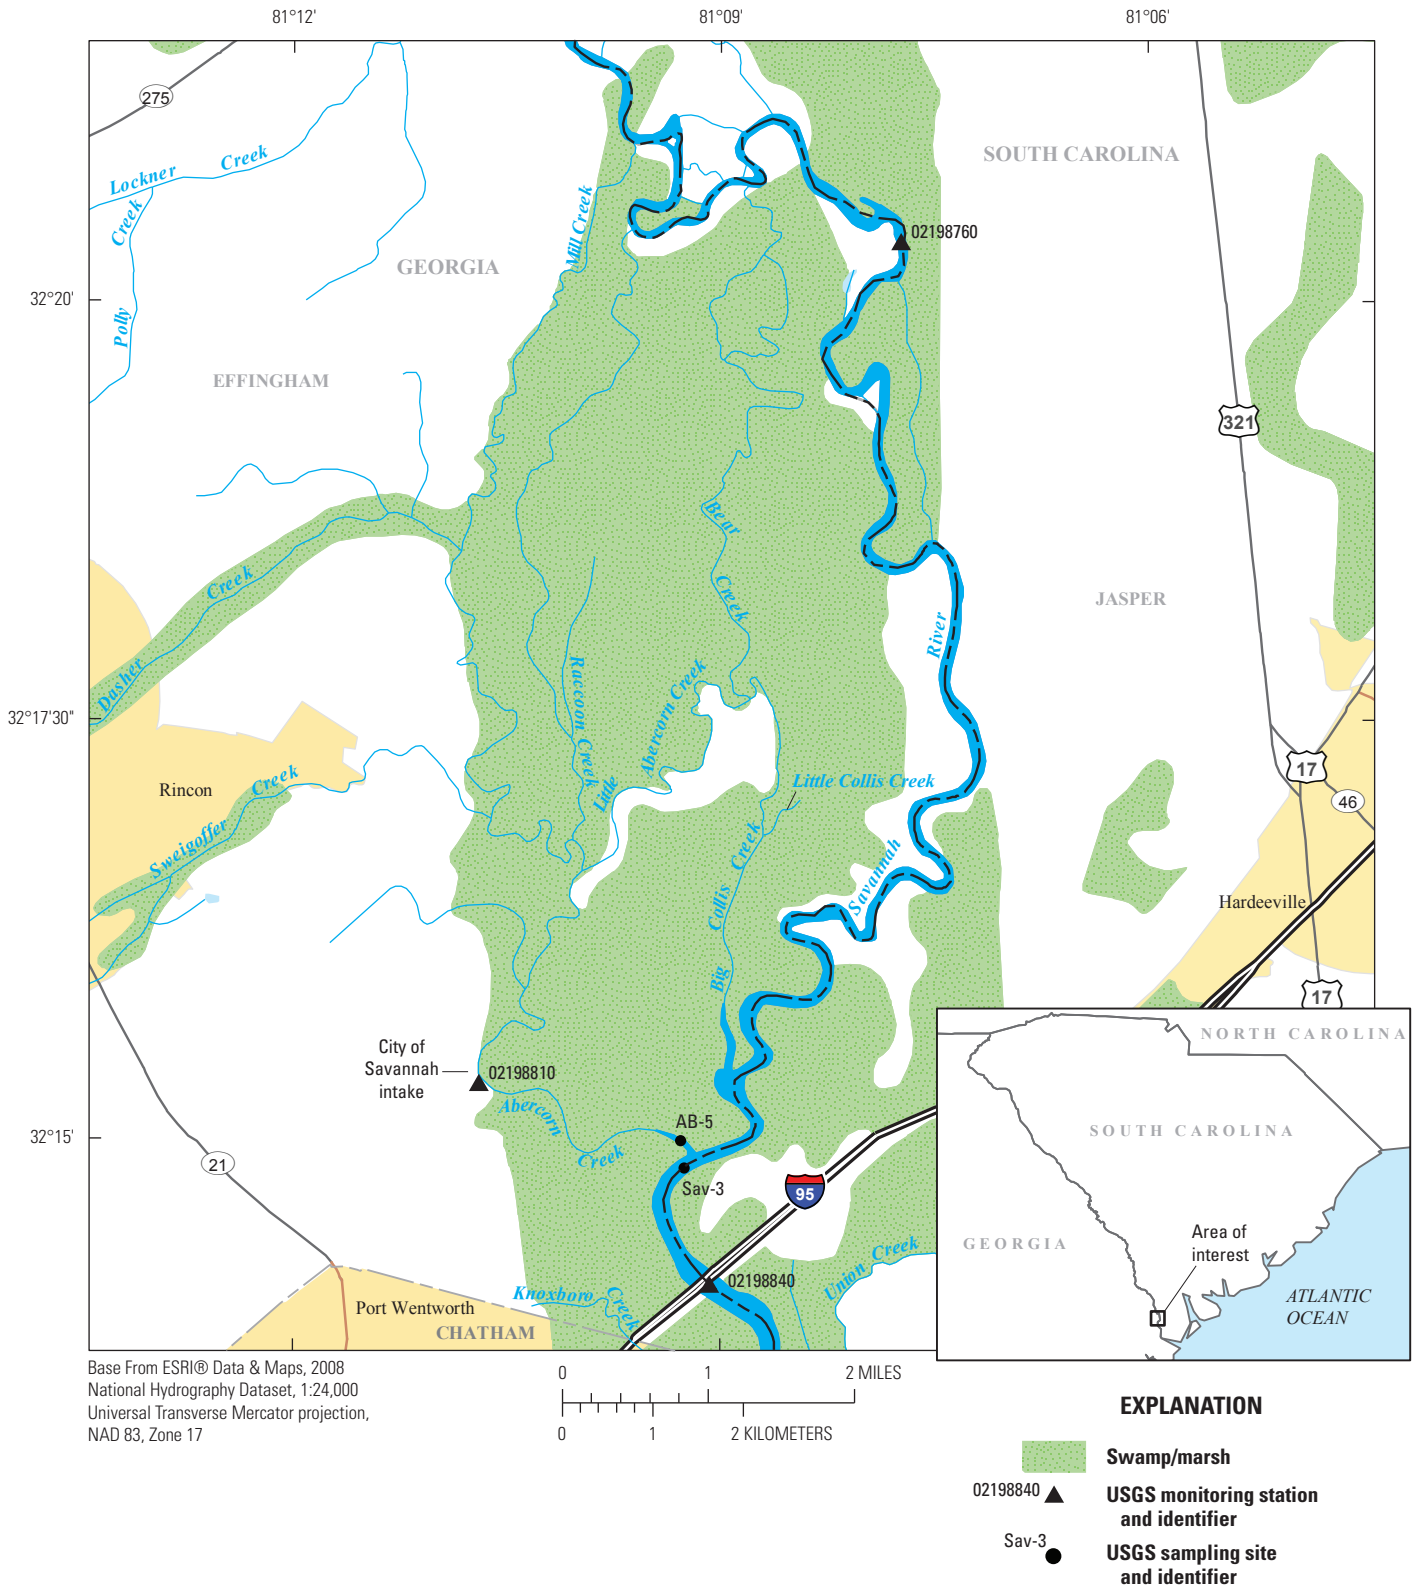 81°12'
81°09'
81°06'
275
Lockner Creek
SOUTH CAROLINA
Polly Creek
Mill Creek
02198760
GEORGIA
32°20'
EFFINGHAM
321
Bear Creek
Dasher Creek
JASPER
River
Raccoon Creek
Little Abercorn Creek
32°17'30"
Rincon
Sweigoffer Creek
Little Collis Creek
17
46
Big Collis Creek
Savannah
Hardeeville
17
City of
Savannah
intake
02198810
Abercorn Creek
AB-5
32°15'
21
Sav-3
95
Union Creek
02198840
Knoxboro Creek
Port Wentworth
CHATHAM
NORTH CAROLINA
SOUTH CAROLINA
GEORGIA
Area of
interest
ATLANTIC
OCEAN
Base From ESRI® Data & Maps, 2008
National Hydrography Dataset, 1:24,000
Universal Transverse Mercator projection,
NAD 83, Zone 17
0 1 2 MILES
0 1 2 KILOMETERS
EXPLANATION
Swamp/marsh
02198840 USGS monitoring station
and identifier
Sav-3 USGS sampling site
and identifier